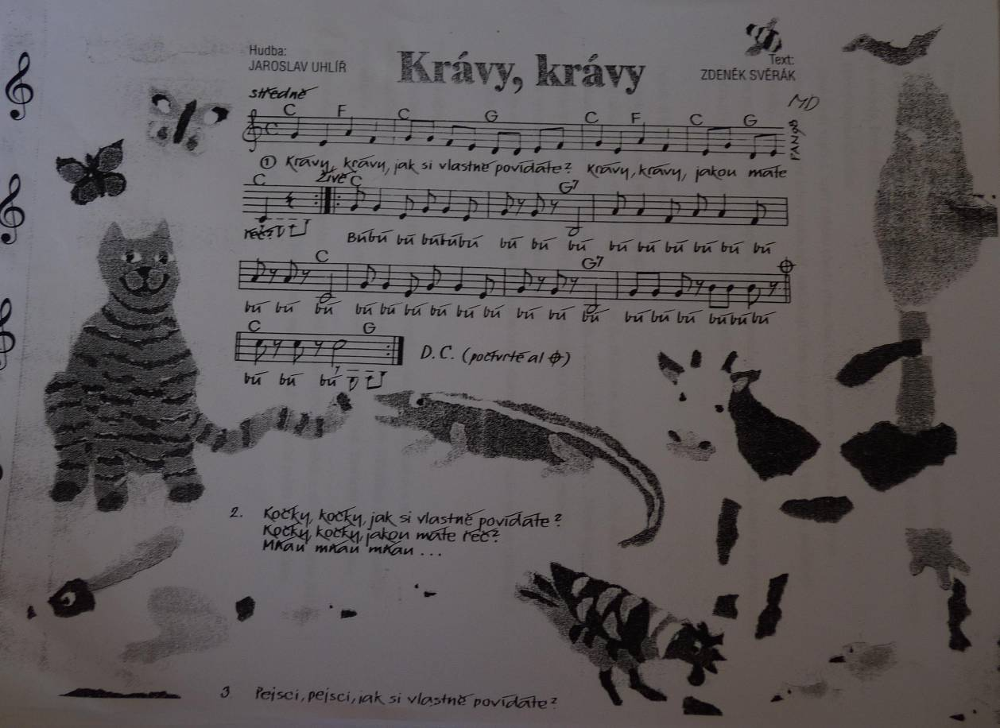 Hudba:
JAROSLAV UHLÍŘ
Krávy, krávy
Text:
ZDENĚK SVĚRÁK
MD
středně
C F C G C F C G
① Krávy, krávy, jak si vlastně povídáte? Krávy, krávy, jakou máte
C Živě C G7
řeč?
Búbú bú búbúbú bú bú bú bú bú bú bú bú bú
C G7
bú bú bú bú bú bú bú bú bú bú bú bú bú bú bú búbúbú
C G
D.C. (počtvrté al
bú bú bú
2. Kočky, kočky, jak si vlastně povídáte?
Kočky, kočky, jakou máte řeč?
Mňau mňau mňau ...
3 Pejsci, pejsci, jak si vlastně povídáte?